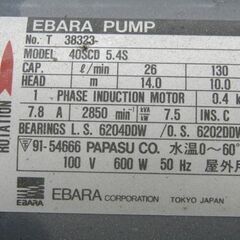 EBARA PUMP
No. T 38323-
MODEL 40SCD 5.4S
CAP. ℓ/min 26 130
HEAD m 14.0 10.0
1 PHASE INDUCTION MOTOR 0.4 K
7.8 A 2850 min⁻¹ 7.5 INS. C
BEARINGS L.S. 6204DDW O.S. 6202DDW
〒91-54666 PAPASU CO. 水温0~60°
100 V 600 W 50 Hz 屋外
EBARA CORPORATION TOKYO JAPAN
ROTATION